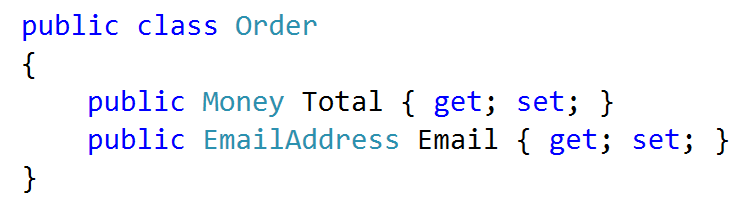 public class Order
{
    public Money Total { get; set; }
    public EmailAddress Email { get; set; }
}